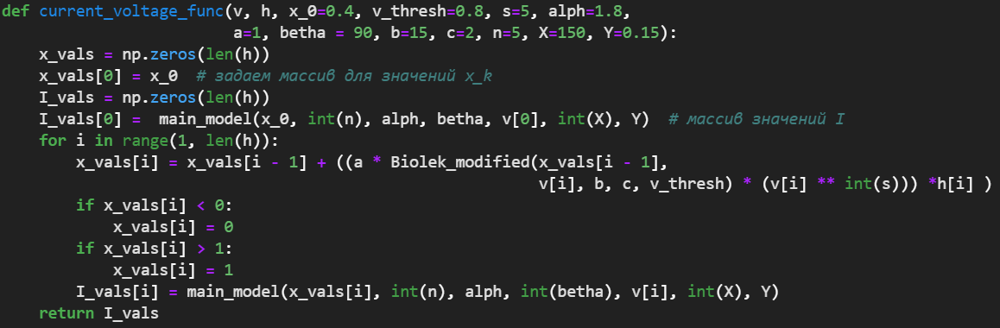 def current_voltage_func(v, h, x_0=0.4, v_thresh=0.8, s=5, alph=1.8,
                         a=1, betha = 90, b=15, c=2, n=5, X=150, Y=0.15):
    x_vals = np.zeros(len(h))
    x_vals[0] = x_0  # задаем массив для значений x_k
    I_vals = np.zeros(len(h))
    I_vals[0] =  main_model(x_0, int(n), alph, betha, v[0], int(X), Y)  # массив значений I
    for i in range(1, len(h)):
        x_vals[i] = x_vals[i - 1] + ((a * Biolek_modified(x_vals[i - 1],
                                                          v[i], b, c, v_thresh) * (v[i] ** int(s))) *h[i] )
        if x_vals[i] < 0:
            x_vals[i] = 0
        if x_vals[i] > 1:
            x_vals[i] = 1
        I_vals[i] = main_model(x_vals[i], int(n), alph, int(betha), v[i], int(X), Y)
    return I_vals